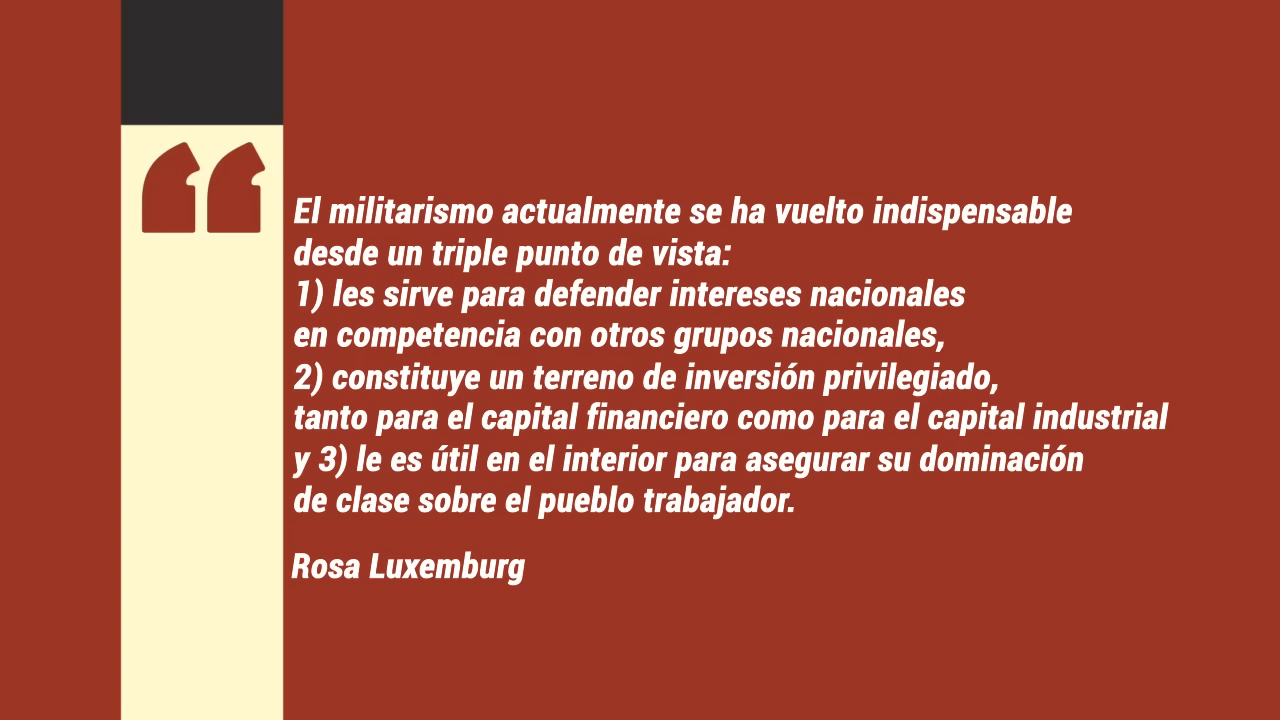 El militarismo actualmente se ha vuelto indispensable
desde un triple punto de vista:
1) les sirve para defender intereses nacionales
en competencia con otros grupos nacionales,
2) constituye un terreno de inversión privilegiado,
tanto para el capital financiero como para el capital industrial
y 3) le es útil en el interior para asegurar su dominación
de clase sobre el pueblo trabajador.
Rosa Luxemburg